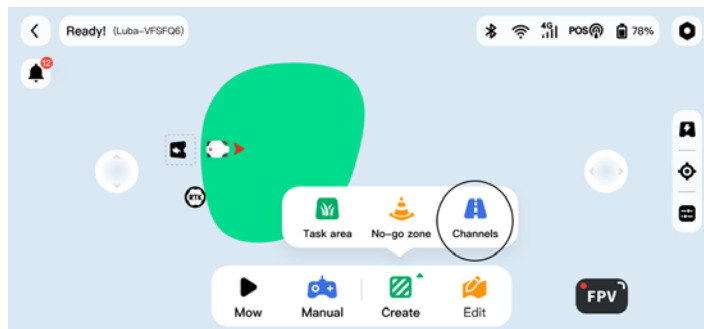 Ready! (Luba-VFSFQ6)
4G POS 78%
12
RTK
Task area No-go zone Channels
Mow Manual Create Edit
FPV